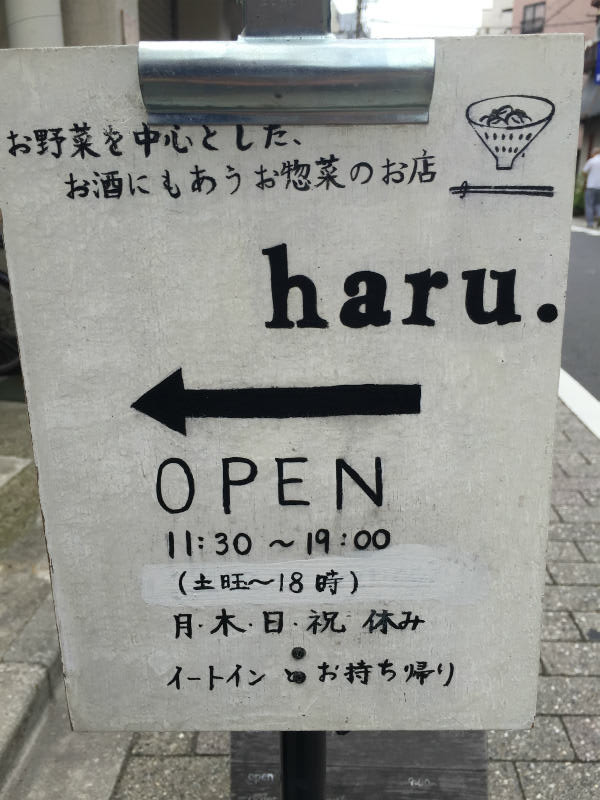 お野菜を中心とした、
お酒にもあうお惣菜のお店
haru.
OPEN
11:30 〜 19:00
(土旺〜18時)
月・木・日・祝 休み
イートイン と お持ち帰り
open